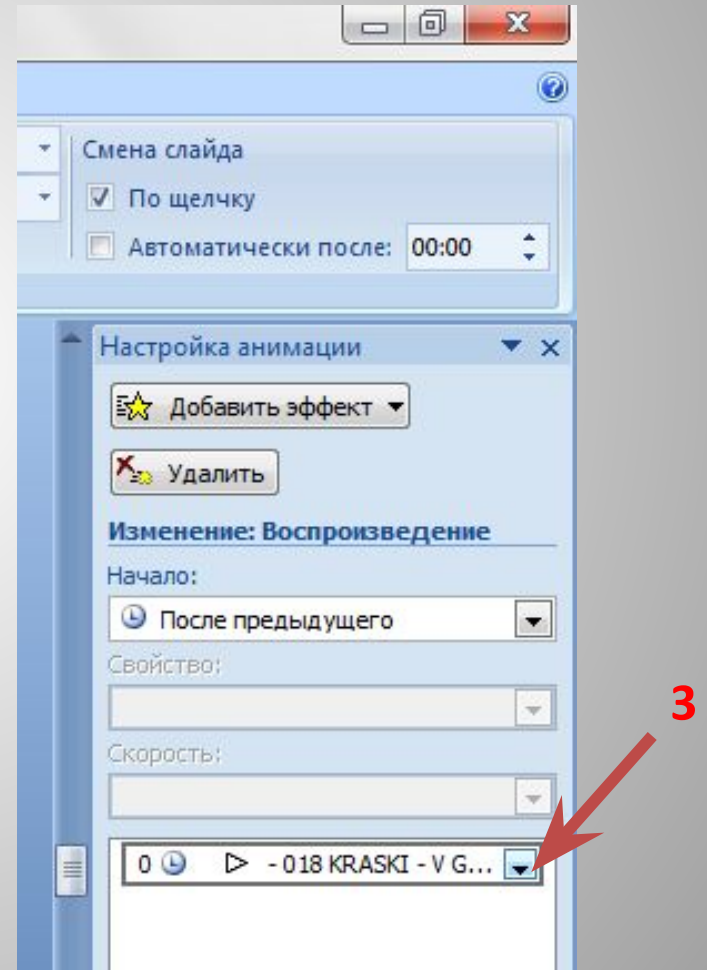 Смена слайда
По щелчку
Автоматически после: 00:00
Настройка анимации
Добавить эффект
Удалить
Изменение: Воспроизведение
Начало:
После предыдущего
Свойство:
3
Скорость:
0 - 018 KRASKI - V G...